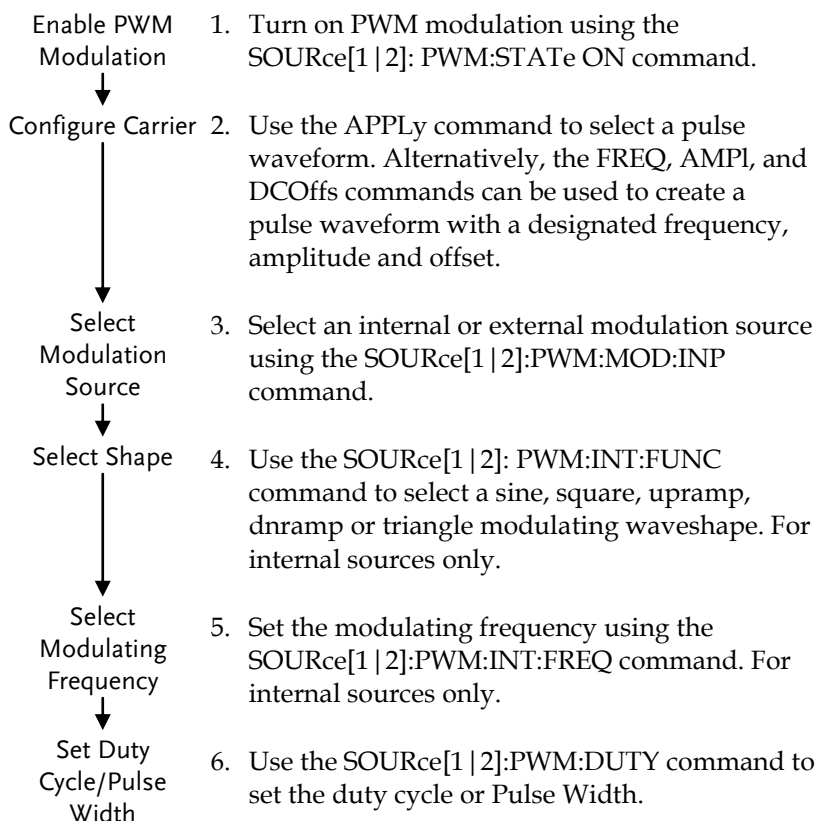 Enable PWM
Modulation
1. Turn on PWM modulation using the
SOURce[1|2]: PWM:STATe ON command.
Configure Carrier
2. Use the APPLy command to select a pulse
waveform. Alternatively, the FREQ, AMPl, and
DCOffs commands can be used to create a
pulse waveform with a designated frequency,
amplitude and offset.
Select
Modulation
Source
3. Select an internal or external modulation source
using the SOURce[1|2]:PWM:MOD:INP
command.
Select Shape
4. Use the SOURce[1|2]: PWM:INT:FUNC
command to select a sine, square, upramp,
dnramp or triangle modulating waveshape. For
internal sources only.
Select
Modulating
Frequency
5. Set the modulating frequency using the
SOURce[1|2]:PWM:INT:FREQ command. For
internal sources only.
Set Duty
Cycle/Pulse
Width
6. Use the SOURce[1|2]:PWM:DUTY command to
set the duty cycle or Pulse Width.